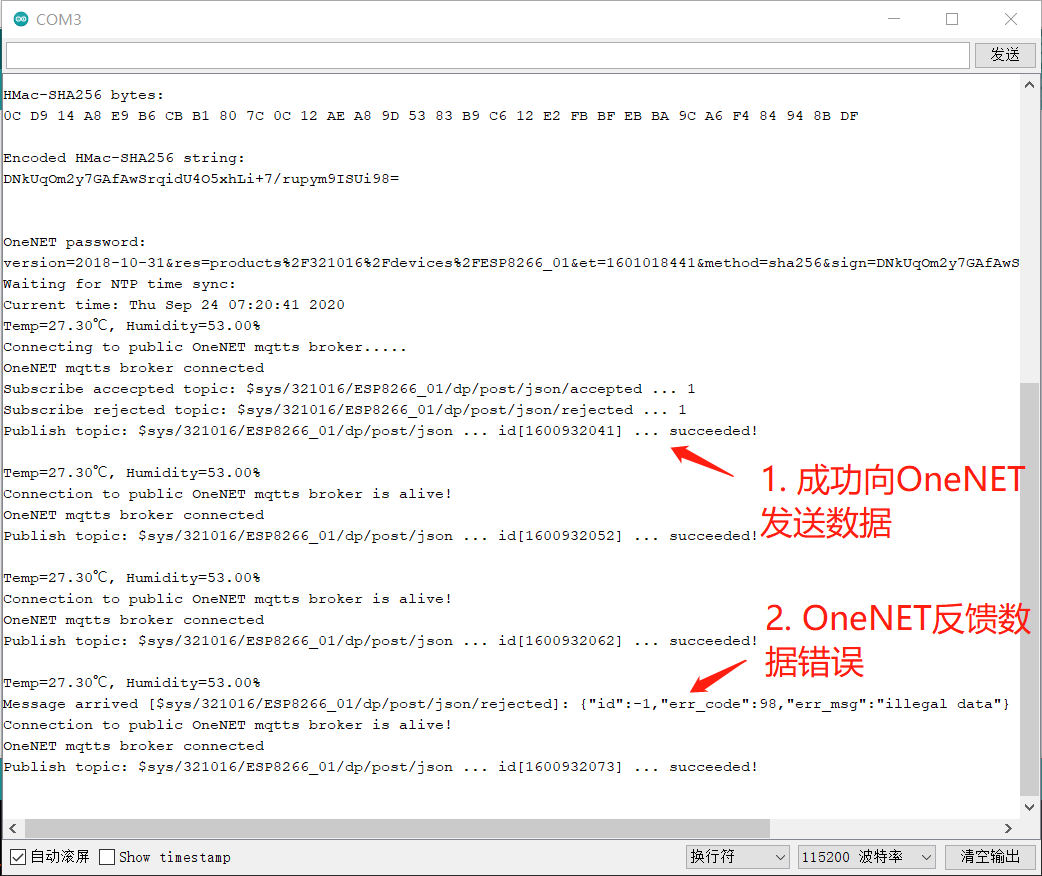 COM3
发送
HMac-SHA256 bytes:
0C D9 14 A8 E9 B6 CB B1 80 7C 0C 12 AE A8 9D 53 83 B9 C6 12 E2 FB BF EB BA 9C A6 F4 84 94 8B DF
Encoded HMac-SHA256 string:
DNkUqOm2y7GAfAwSrqidU4O5xhLi+7/rupym9ISUi98=
OneNET password:
version=2018-10-31&res=products%2F321016%2Fdevices%2FESP8266_01&et=1601018441&method=sha256&sign=DNkUqOm2y7GAfAwS
Waiting for NTP time sync:
Current time: Thu Sep 24 07:20:41 2020
Temp=27.30℃, Humidity=53.00%
Connecting to public OneNET mqtts broker.....
OneNET mqtts broker connected
Subscribe accecpted topic: $sys/321016/ESP8266_01/dp/post/json/accepted ... 1
Subscribe rejected topic: $sys/321016/ESP8266_01/dp/post/json/rejected ... 1
Publish topic: $sys/321016/ESP8266_01/dp/post/json ... id[1600932041] ... succeeded!
Temp=27.30℃, Humidity=53.00%
1. 成功向OneNET
Connection to public OneNET mqtts broker is alive!
OneNET mqtts broker connected
发送数据
Publish topic: $sys/321016/ESP8266_01/dp/post/json ... id[1600932052] ... succeeded!
Temp=27.30℃, Humidity=53.00%
Connection to public OneNET mqtts broker is alive!
OneNET mqtts broker connected
2. OneNET反馈数
Publish topic: $sys/321016/ESP8266_01/dp/post/json ... id[1600932062] ... succeeded!
据错误
Temp=27.30℃, Humidity=53.00%
Message arrived [$sys/321016/ESP8266_01/dp/post/json/rejected]: {"id":-1,"err_code":98,"err_msg":"illegal data"}
Connection to public OneNET mqtts broker is alive!
OneNET mqtts broker connected
Publish topic: $sys/321016/ESP8266_01/dp/post/json ... id[1600932073] ... succeeded!
自动滚屏 Show timestamp 换行符 115200 波特率 清空输出